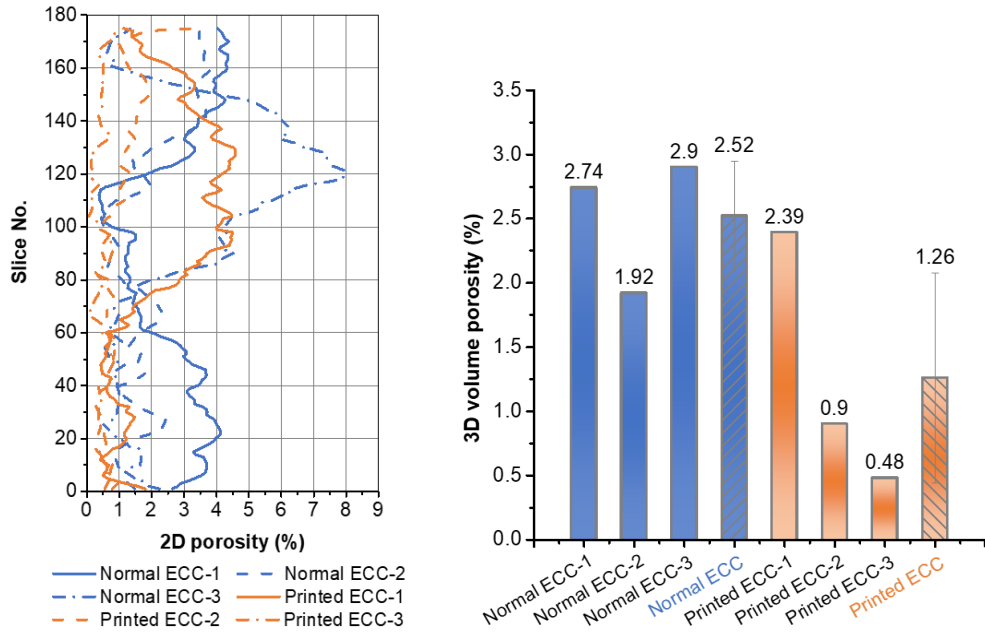 180
160
140
120
100
80
60
40
20
0
Slice No.
0 1 2 3 4 5 6 7 8 9
2D porosity (%)
Normal ECC-1 Normal ECC-2
Normal ECC-3 Printed ECC-1
Printed ECC-2 Printed ECC-3
3.5
3.0
2.5
2.0
1.5
1.0
0.5
0.0
3D volume porosity (%)
2.74
1.92
2.9
2.52
2.39
0.9
0.48
1.26
Normal ECC-1
Normal ECC-2
Normal ECC-3
Normal ECC
Printed ECC-1
Printed ECC-2
Printed ECC-3
Printed ECC